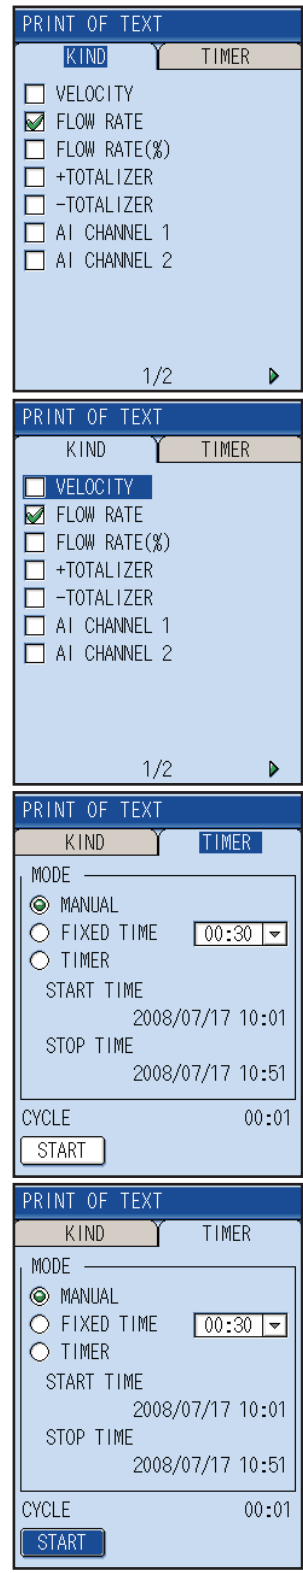 PRINT OF TEXT
KIND TIMER
VELOCITY
FLOW RATE
FLOW RATE(%)
+TOTALIZER
-TOTALIZER
AI CHANNEL 1
AI CHANNEL 2
1/2
PRINT OF TEXT
KIND TIMER
VELOCITY
FLOW RATE
FLOW RATE(%)
+TOTALIZER
-TOTALIZER
AI CHANNEL 1
AI CHANNEL 2
1/2
PRINT OF TEXT
KIND TIMER
MODE
MANUAL
FIXED TIME 00:30
TIMER
START TIME
2008/07/17 10:01
STOP TIME
2008/07/17 10:51
CYCLE 00:01
START
PRINT OF TEXT
KIND TIMER
MODE
MANUAL
FIXED TIME 00:30
TIMER
START TIME
2008/07/17 10:01
STOP TIME
2008/07/17 10:51
CYCLE 00:01
START